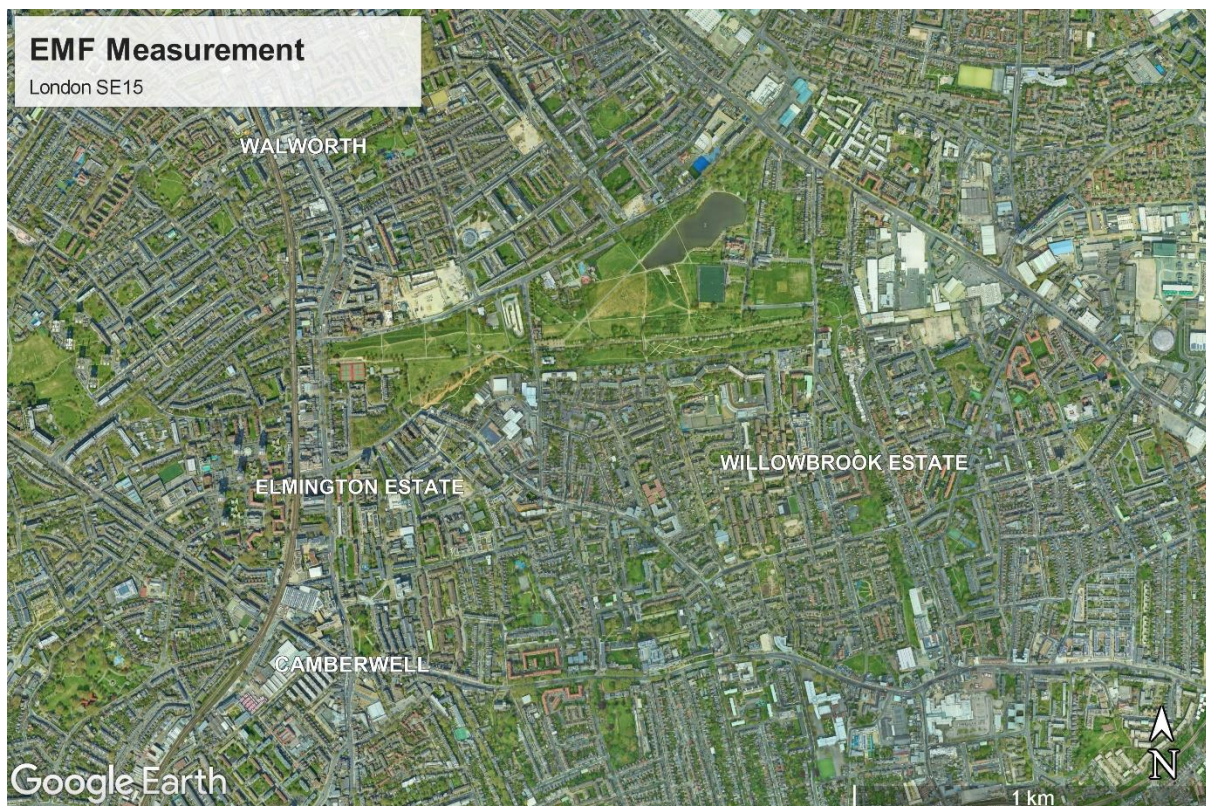 EMF Measurement
London SE15
WALWORTH
WILLOWBROOK ESTATE
ELMINGTON ESTATE
CAMBERWELL
N
Google Earth
1 km